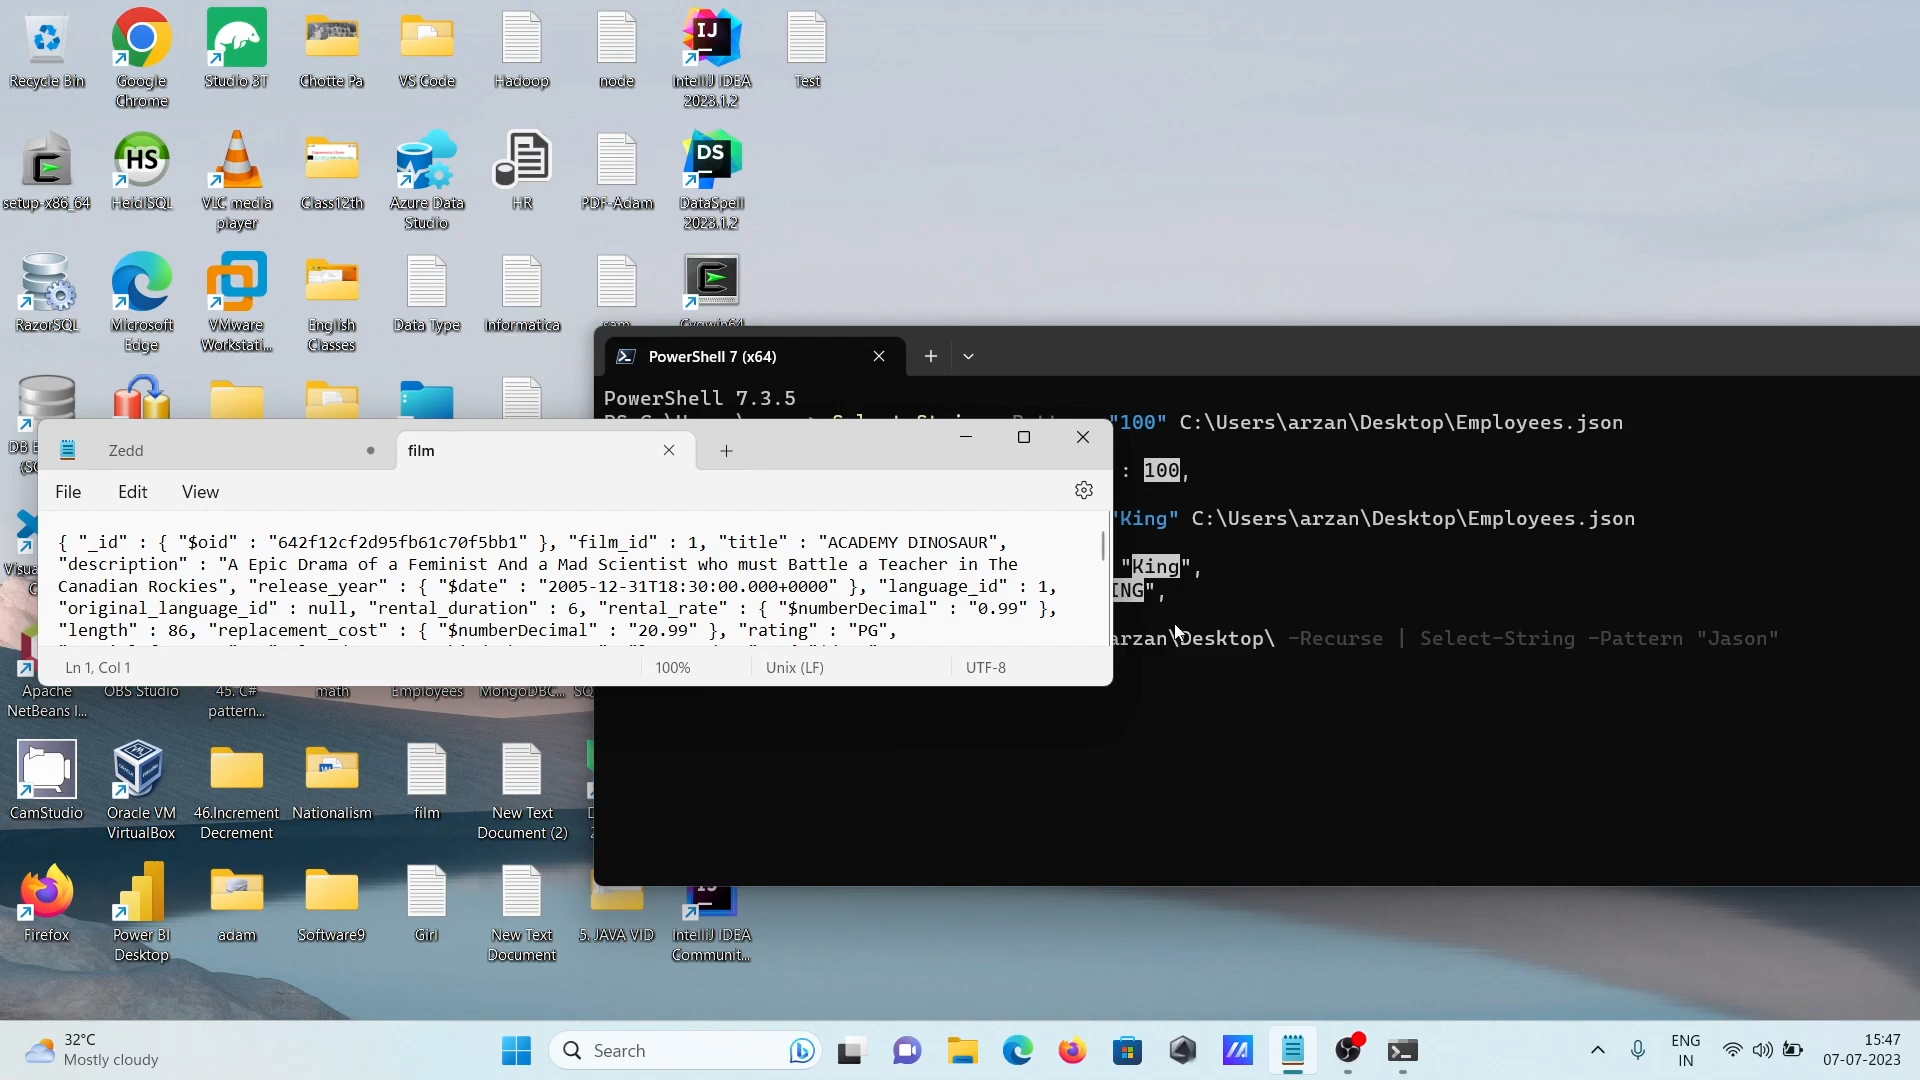 Recycle Bin
Google
Chrome
Studio 3T
Chotte Pa
VS Code
Hadoop
node
IntelliJ IDEA
2023.1.2
Test
setup-x86_64
HeidiSQL
VLC media
player
Class12th
Azure Data
Studio
HR
PDF-Adam
DataSpell
2023.1.2
RazorSQL
Microsoft
Edge
VMware
Workstati...
English
Classes
Data Type
Informatica
PowerShell 7 (x64)
PowerShell 7.3.5
"100" C:\Users\arzan\Desktop\Employees.json
: 100,
"King" C:\Users\arzan\Desktop\Employees.json
"King",
ING",
arzan\Desktop\ -Recurse | Select-String -Pattern "Jason"
Zedd
film
File
Edit
View
{ "_id" : { "$oid" : "642f12cf2d95fb61c70f5bb1" }, "film_id" : 1, "title" : "ACADEMY DINOSAUR",
"description" : "A Epic Drama of a Feminist And a Mad Scientist who must Battle a Teacher in The
Canadian Rockies", "release_year" : { "$date" : "2005-12-31T18:30:00.000+0000" }, "language_id" : 1,
"original_language_id" : null, "rental_duration" : 6, "rental_rate" : { "$numberDecimal" : "0.99" },
"length" : 86, "replacement_cost" : { "$numberDecimal" : "20.99" }, "rating" : "PG",
Ln 1, Col 1
100%
Unix (LF)
UTF-8
Apache
NetBeans I...
OBS Studio
45. C#
pattern...
math
Employees
MongoDBC...
CamStudio
Oracle VM
VirtualBox
46.Increment
Decrement
Nationalism
film
New Text
Document (2)
Firefox
Power BI
Desktop
adam
Software9
Girl
New Text
Document
5. JAVA VID
IntelliJ IDEA
Communit...
32°C
Mostly cloudy
Search
ENG
IN
15:47
07-07-2023